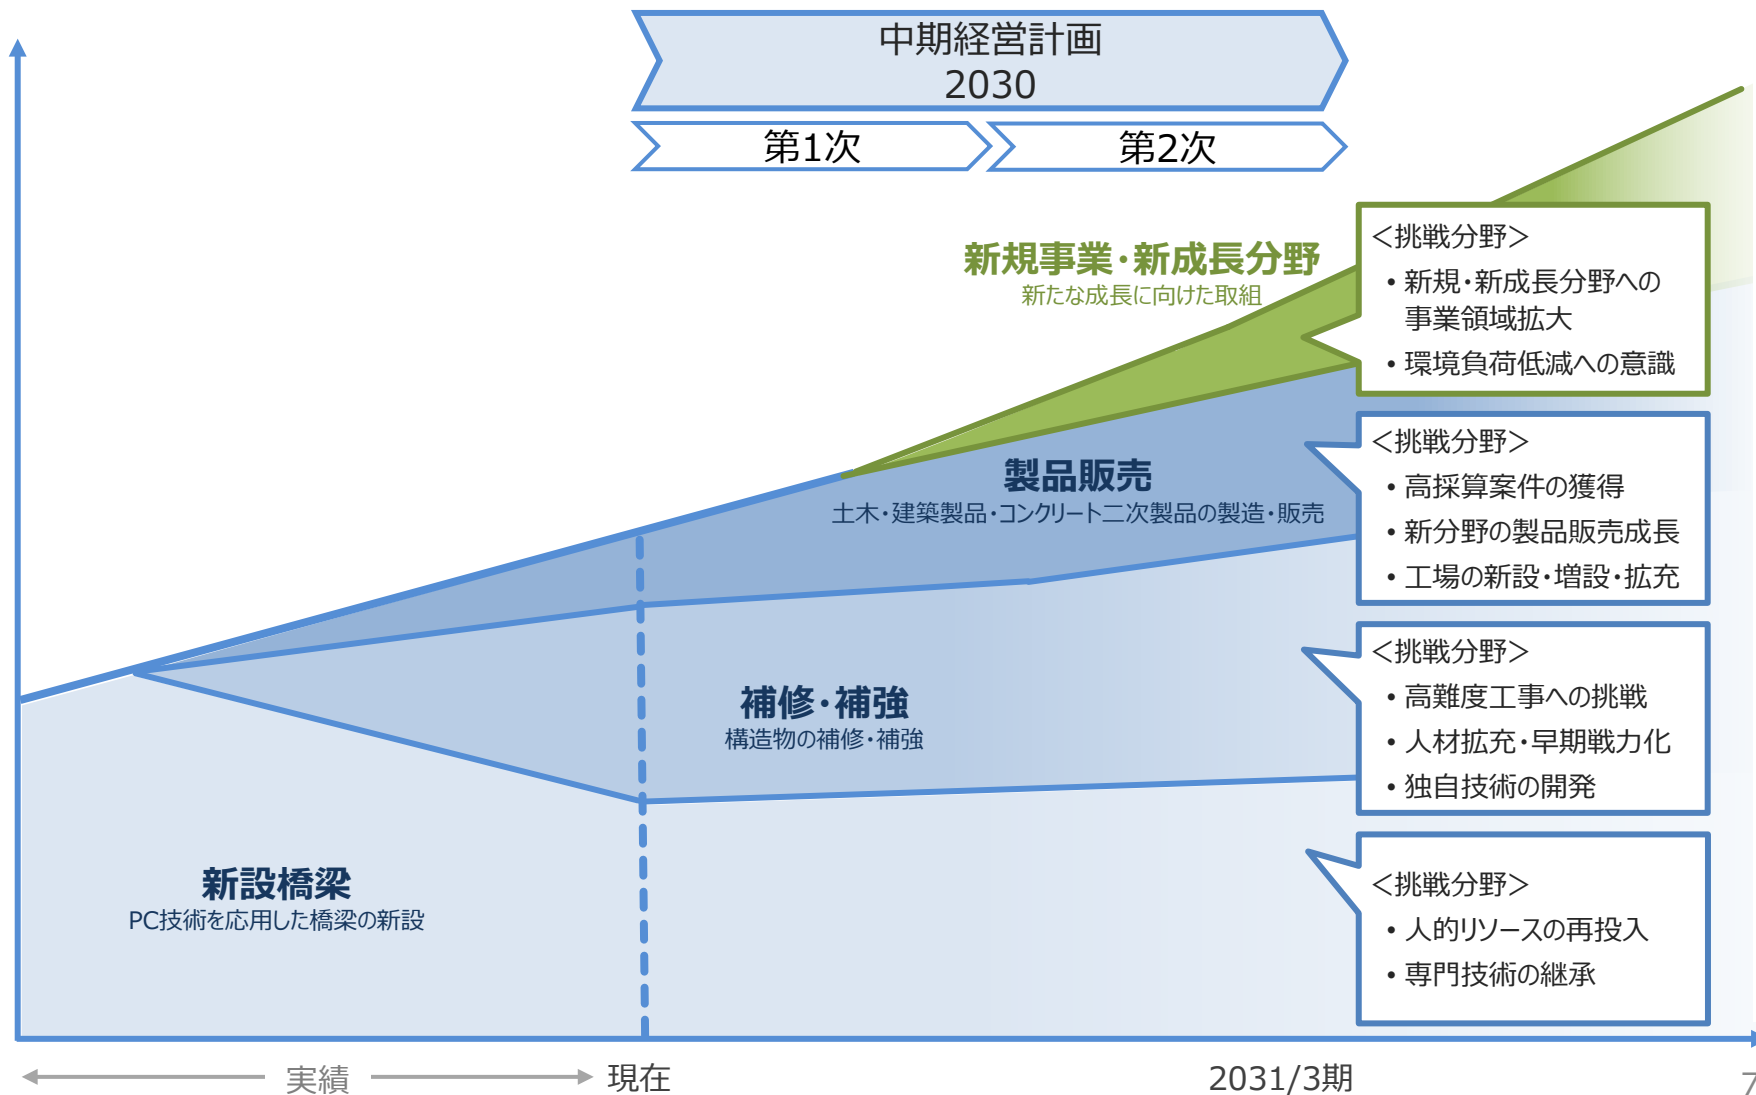 中期経営計画
2030
第1次
第2次
新規事業・新成長分野
新たな成長に向けた取組
＜挑戦分野＞
・新規・新成長分野への
事業領域拡大
・環境負荷低減への意識
製品販売
土木・建築製品・コンクリート二次製品の製造・販売
＜挑戦分野＞
・高採算案件の獲得
・新分野の製品販売成長
・工場の新設・増設・拡充
補修・補強
構造物の補修・補強
＜挑戦分野＞
・高難度工事への挑戦
・人材拡充・早期戦力化
・独自技術の開発
新設橋梁
PC技術を応用した橋梁の新設
＜挑戦分野＞
・人的リソースの再投入
・専門技術の継承
実績
現在
2031/3期
7